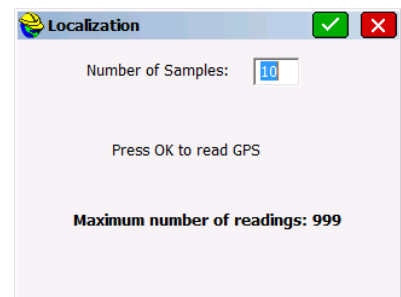 Localization
Number of Samples: 10
Press OK to read GPS
Maximum number of readings: 999